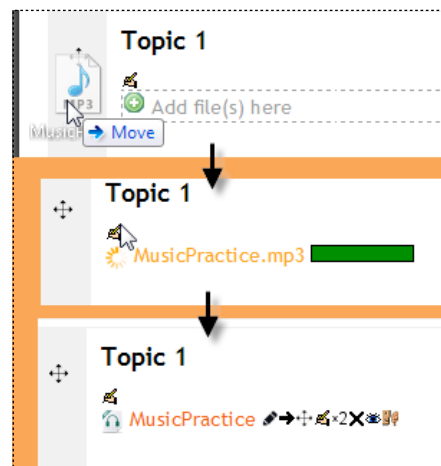 Topic 1
MP3
Add file(s) here
Move
Topic 1
MusicPractice.mp3
Topic 1
MusicPractice ×2